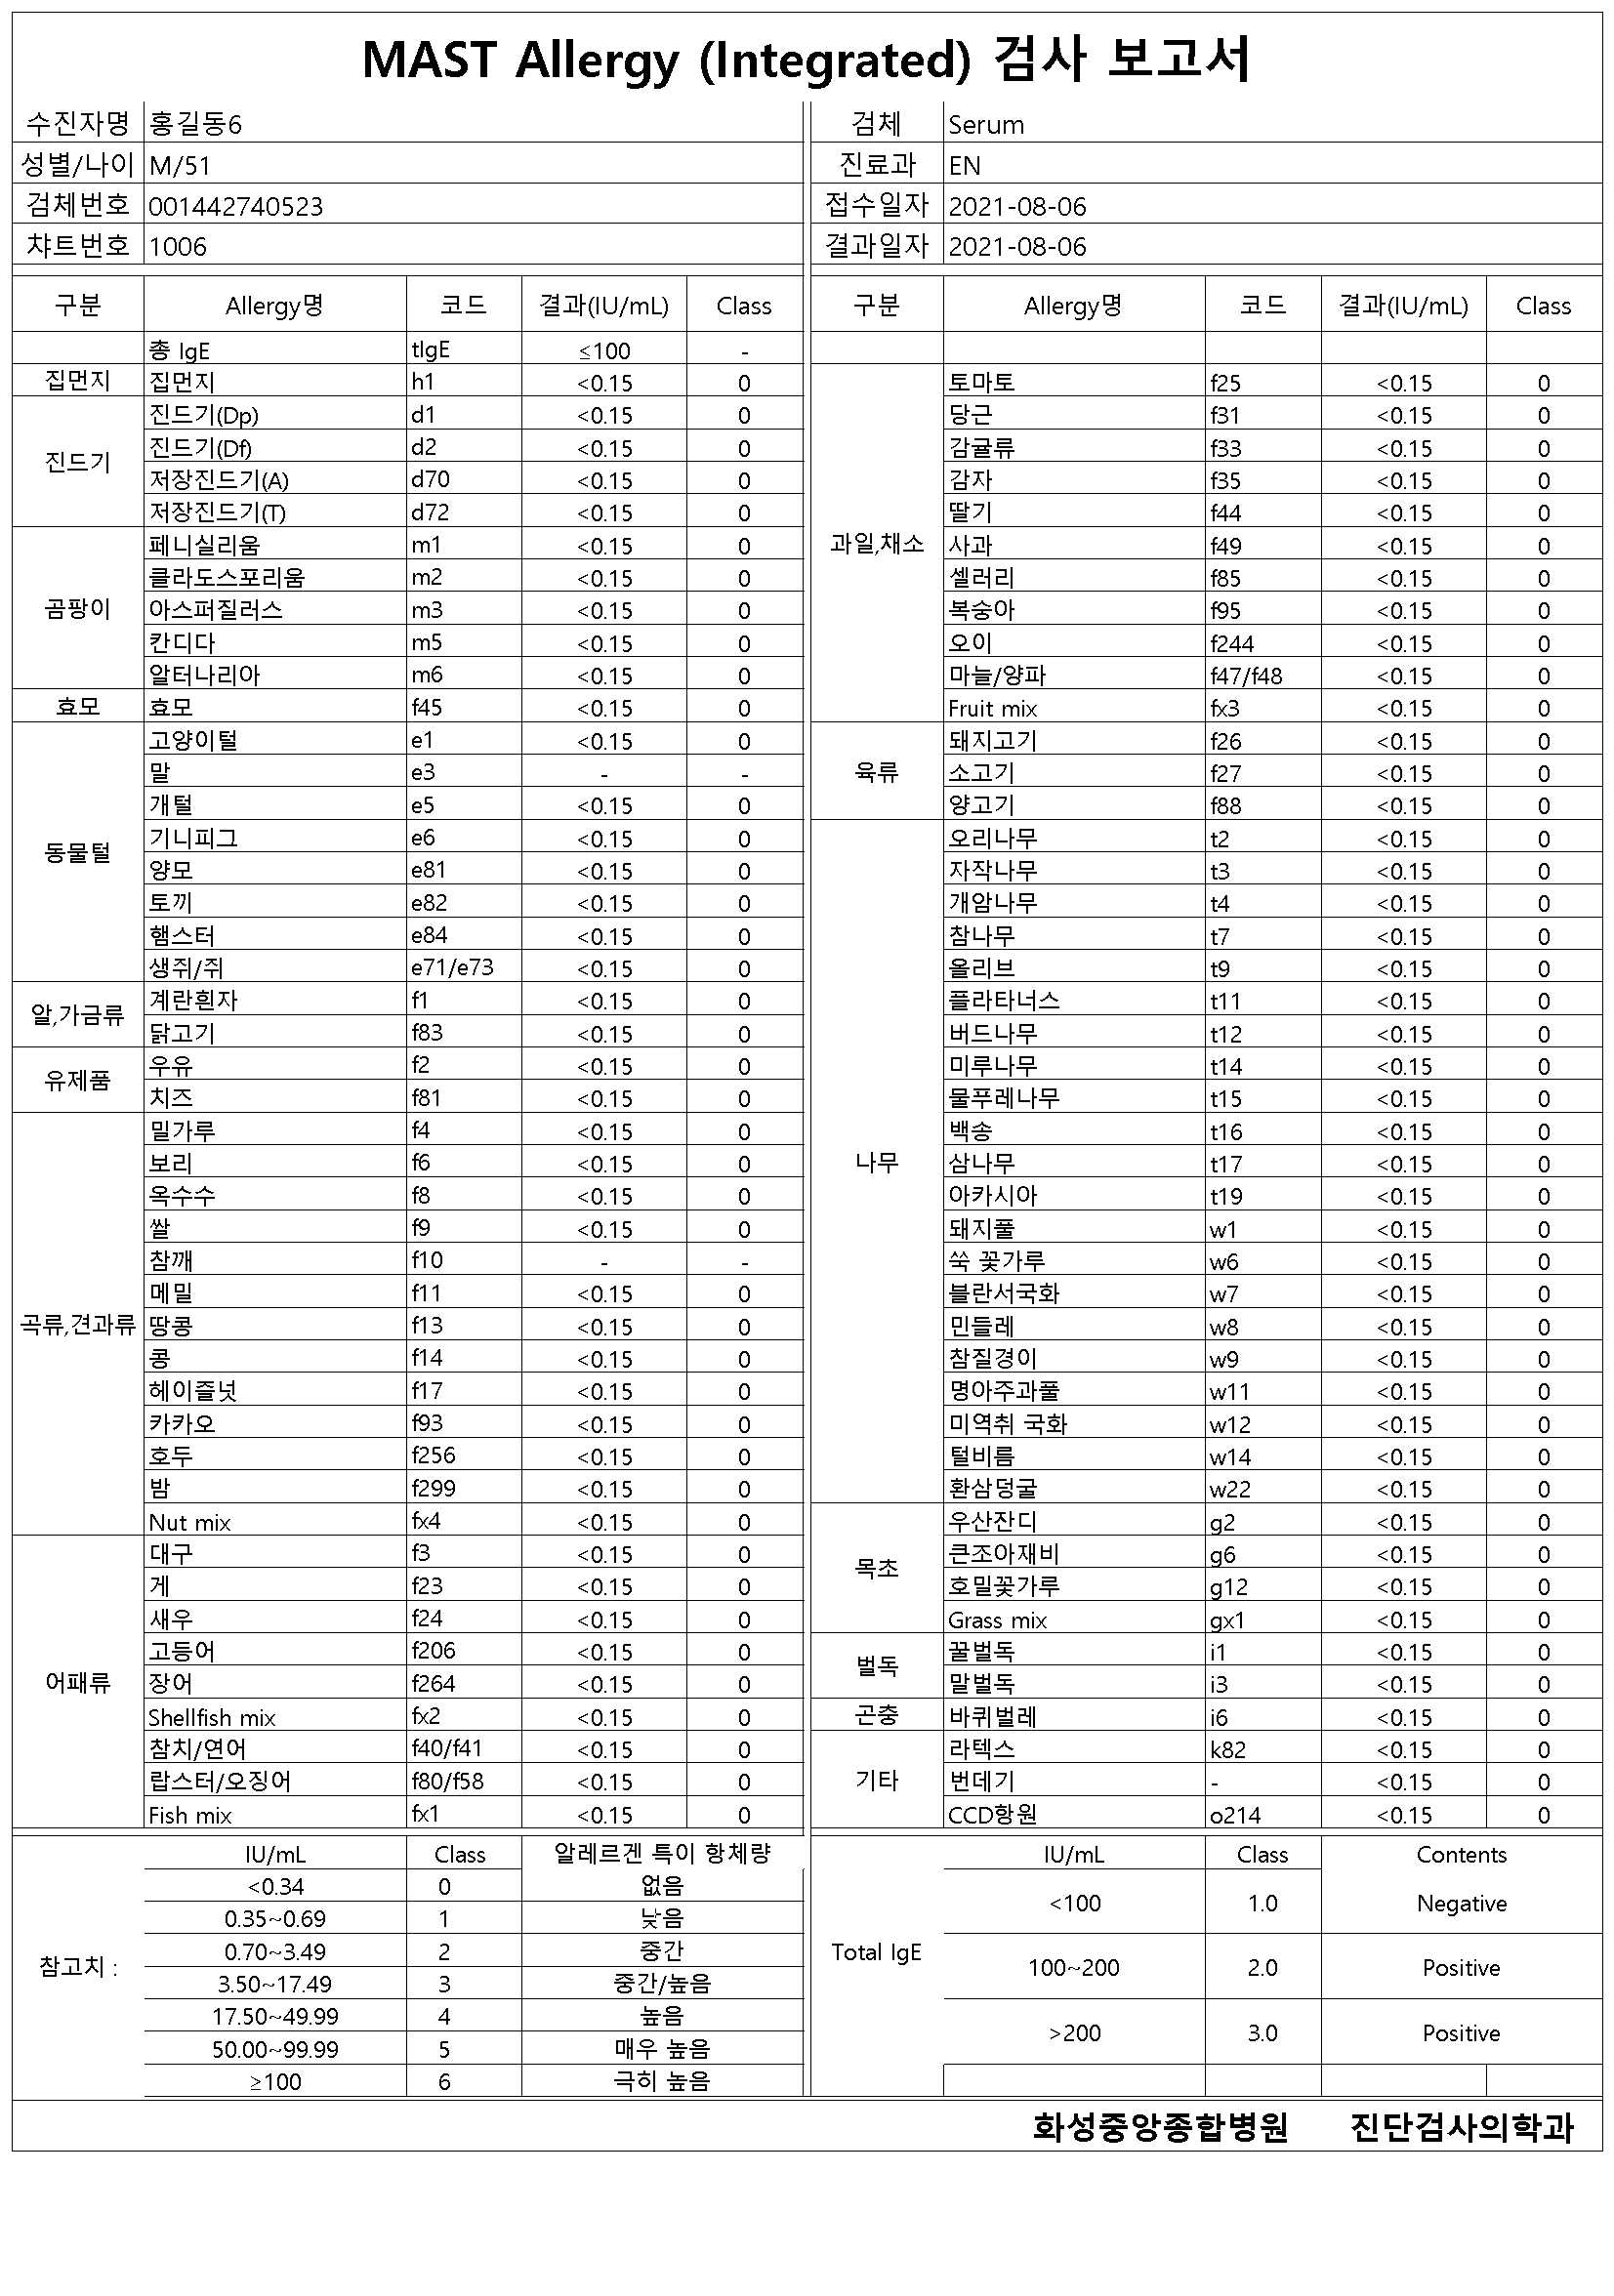 MAST Allergy (Integrated) 검사 보고서
수진자명 홍길동6 검체 Serum
성별/나이 M/51 진료과 EN
검체번호 001442740523 접수일자 2021-08-06
챠트번호 1006 결과일자 2021-08-06
구분 Allergy명 코드 결과(IU/mL) Class 구분 Allergy명 코드 결과(IU/mL) Class
총 IgE tIgE ≤100 -
집먼지 집먼지 h1 <0.15 0 토마토 f25 <0.15 0
진드기(Dp) d1 <0.15 0 당근 f31 <0.15 0
진드기 진드기(Df) d2 <0.15 0 감귤류 f33 <0.15 0
저장진드기(A) d70 <0.15 0 감자 f35 <0.15 0
저장진드기(T) d72 <0.15 0 딸기 f44 <0.15 0
페니실리움 m1 <0.15 0 과일,채소 사과 f49 <0.15 0
클라도스포리움 m2 <0.15 0 셀러리 f85 <0.15 0
곰팡이 아스퍼질러스 m3 <0.15 0 복숭아 f95 <0.15 0
칸디다 m5 <0.15 0 오이 f244 <0.15 0
알터나리아 m6 <0.15 0 마늘/양파 f47/f48 <0.15 0
효모 효모 f45 <0.15 0 Fruit mix fx3 <0.15 0
고양이털 e1 <0.15 0 돼지고기 f26 <0.15 0
말 e3 - - 육류 소고기 f27 <0.15 0
개털 e5 <0.15 0 양고기 f88 <0.15 0
동물털 기니피그 e6 <0.15 0 오리나무 t2 <0.15 0
양모 e81 <0.15 0 자작나무 t3 <0.15 0
토끼 e82 <0.15 0 개암나무 t4 <0.15 0
햄스터 e84 <0.15 0 참나무 t7 <0.15 0
생쥐/쥐 e71/e73 <0.15 0 올리브 t9 <0.15 0
알,가금류 계란흰자 f1 <0.15 0 플라타너스 t11 <0.15 0
닭고기 f83 <0.15 0 버드나무 t12 <0.15 0
유제품 우유 f2 <0.15 0 미루나무 t14 <0.15 0
치즈 f81 <0.15 0 물푸레나무 t15 <0.15 0
밀가루 f4 <0.15 0 백송 t16 <0.15 0
보리 f6 <0.15 0 나무 삼나무 t17 <0.15 0
옥수수 f8 <0.15 0 아카시아 t19 <0.15 0
쌀 f9 <0.15 0 돼지풀 w1 <0.15 0
참깨 f10 - - 쑥 꽃가루 w6 <0.15 0
메밀 f11 <0.15 0 불란서국화 w7 <0.15 0
곡류,견과류 땅콩 f13 <0.15 0 민들레 w8 <0.15 0
콩 f14 <0.15 0 참질경이 w9 <0.15 0
헤이즐넛 f17 <0.15 0 명아주과풀 w11 <0.15 0
카카오 f93 <0.15 0 미역취 국화 w12 <0.15 0
호두 f256 <0.15 0 털비름 w14 <0.15 0
밤 f299 <0.15 0 환삼덩굴 w22 <0.15 0
Nut mix fx4 <0.15 0 우산잔디 g2 <0.15 0
대구 f3 <0.15 0 목초 큰조아재비 g6 <0.15 0
게 f23 <0.15 0 호밀꽃가루 g12 <0.15 0
새우 f24 <0.15 0 Grass mix gx1 <0.15 0
고등어 f206 <0.15 0 벌독 꿀벌독 i1 <0.15 0
어패류 장어 f264 <0.15 0 말벌독 i3 <0.15 0
Shellfish mix fx2 <0.15 0 곤충 바퀴벌레 i6 <0.15 0
참치/연어 f40/f41 <0.15 0 라텍스 k82 <0.15 0
랍스터/오징어 f80/f58 <0.15 0 기타 번데기 - <0.15 0
Fish mix fx1 <0.15 0 CCD항원 o214 <0.15 0
IU/mL Class 알레르겐 특이 항체량 IU/mL Class Contents
<0.34 0 없음 <100 1.0 Negative
0.35~0.69 1 낮음
0.70~3.49 2 중간 Total IgE
참고치 : 3.50~17.49 3 중간/높음 100~200 2.0 Positive
17.50~49.99 4 높음 >200 3.0 Positive
50.00~99.99 5 매우 높음
≥100 6 극히 높음
화성중앙종합병원 진단검사의학과